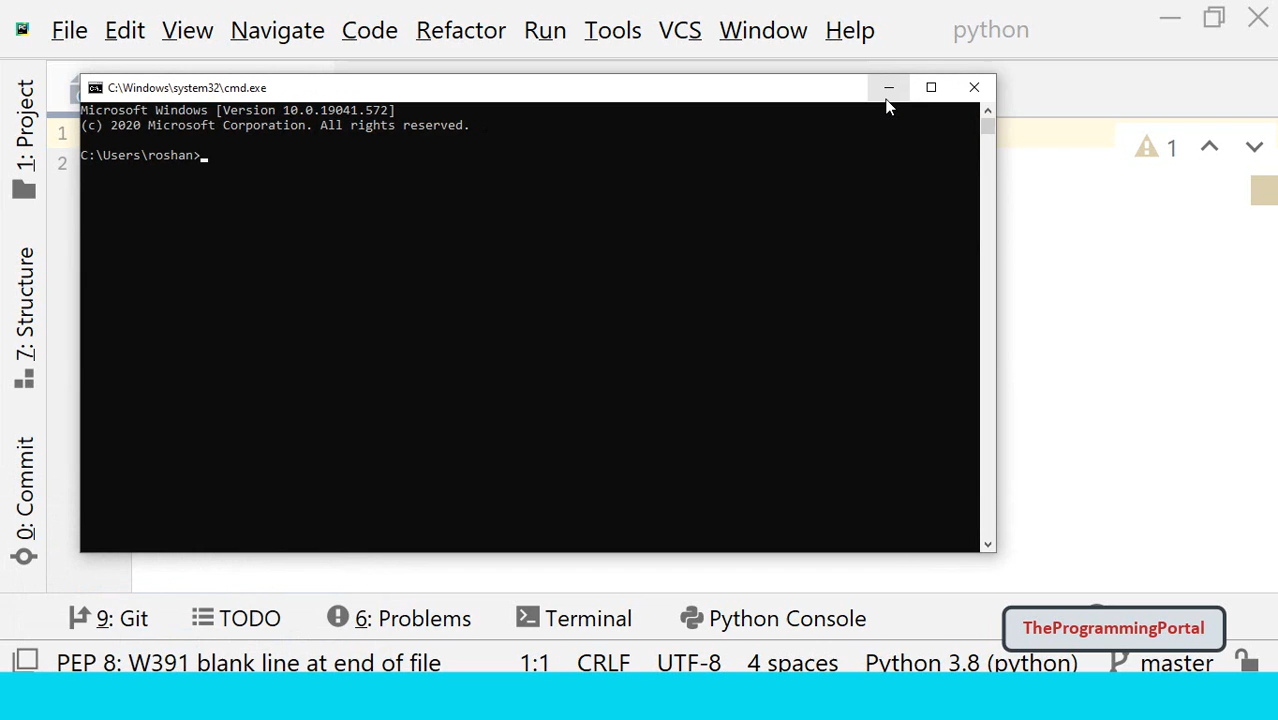 File Edit View Navigate Code Refactor Run Tools VCS Window Help python
C:\Windows\system32\cmd.exe
Microsoft Windows [Version 10.0.19041.572]
(c) 2020 Microsoft Corporation. All rights reserved.
C:\Users\roshan>
1: Project
7: Structure
0: Commit
1
2
1
9: Git TODO 6: Problems Terminal Python Console
TheProgrammingPortal
PEP 8: W391 blank line at end of file 1:1 CRLF UTF-8 4 spaces Python 3.8 (python) master